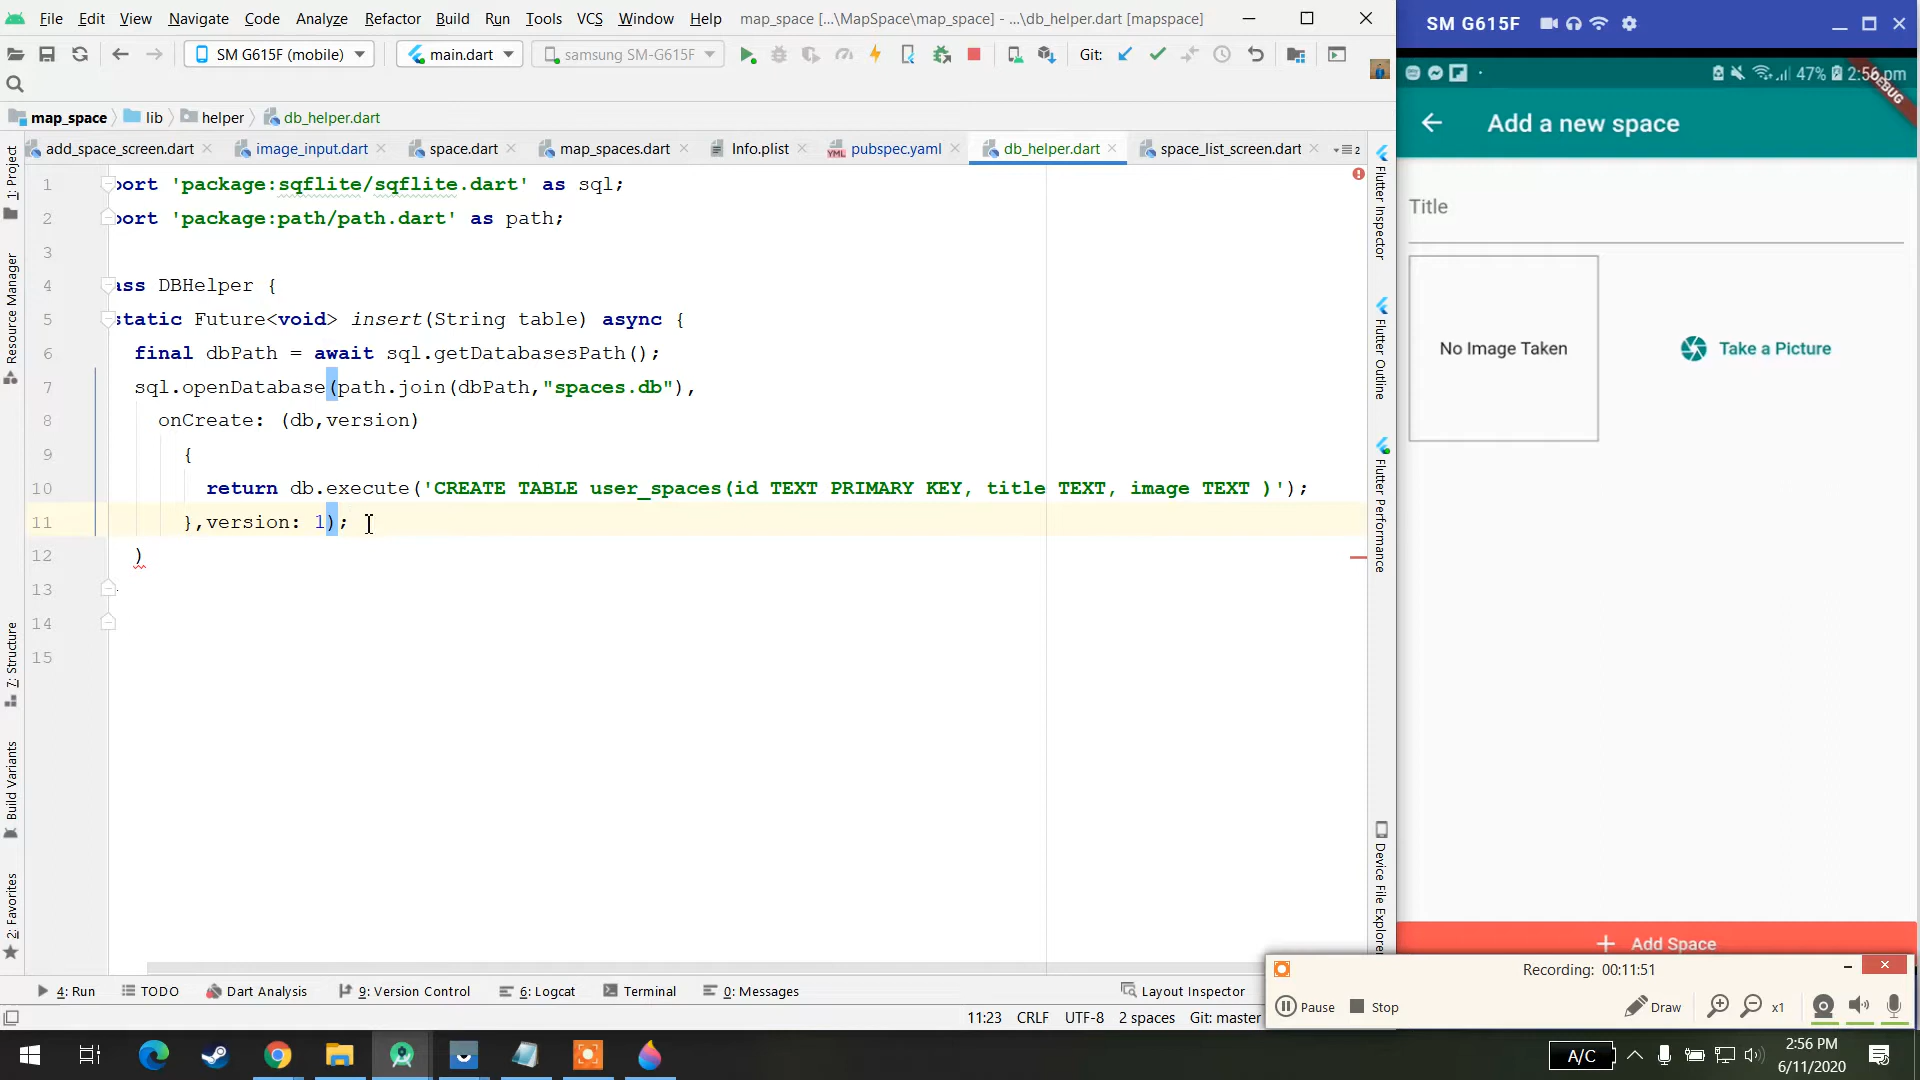 File Edit View Navigate Code Analyze Refactor Build Run Tools VCS Window Help map_space [...\MapSpace\map_space] - ...\db_helper.dart [mapspace]
SM G615F (mobile) main.dart samsung SM-G615F Git:
map_space lib helper db_helper.dart
add_space_screen.dart image_input.dart space.dart map_spaces.dart Info.plist pubspec.yaml db_helper.dart space_list_screen.dart 2
1 port 'package:sqflite/sqflite.dart' as sql;
2 port 'package:path/path.dart' as path;
3
4 ass DBHelper {
5 static Future<void> insert(String table) async {
6 final dbPath = await sql.getDatabasesPath();
7 sql.openDatabase(path.join(dbPath,"spaces.db"),
8 onCreate: (db,version)
9 {
10 return db.execute('CREATE TABLE user_spaces(id TEXT PRIMARY KEY, title TEXT, image TEXT )');
11 },version: 1);
12 )
13
14
15
1: Project
Resource Manager
7: Structure
Build Variants
2: Favorites
Flutter Inspector
Flutter Outline
Flutter Performance
Device File Explorer
4: Run TODO Dart Analysis 9: Version Control 6: Logcat Terminal 0: Messages Layout Inspector
11:23 CRLF UTF-8 2 spaces Git: master
SM G615F
47% 2:56 pm
DEBUG
Add a new space
Title
No Image Taken
Take a Picture
Add Space
Recording: 00:11:51
Pause Stop Draw x1
A/C
2:56 PM
6/11/2020